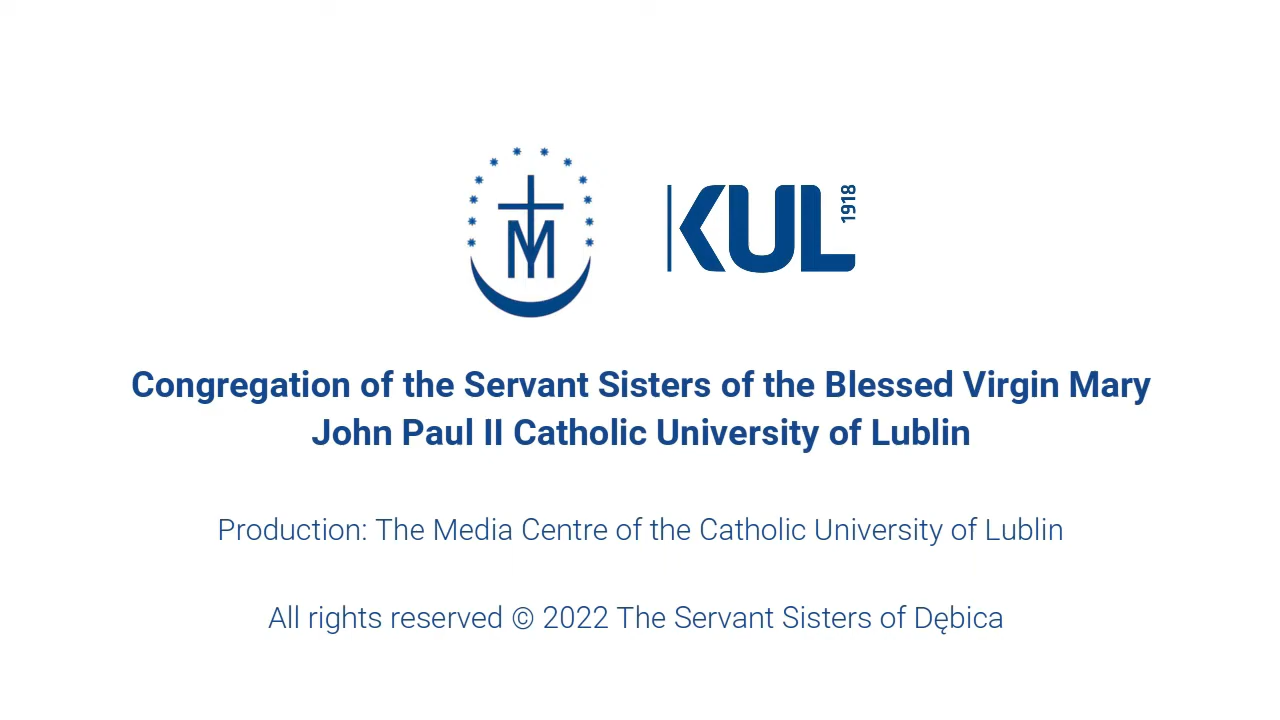 KUL 1918
Congregation of the Servant Sisters of the Blessed Virgin Mary
John Paul II Catholic University of Lublin
Production: The Media Centre of the Catholic University of Lublin
All rights reserved © 2022 The Servant Sisters of Dębica